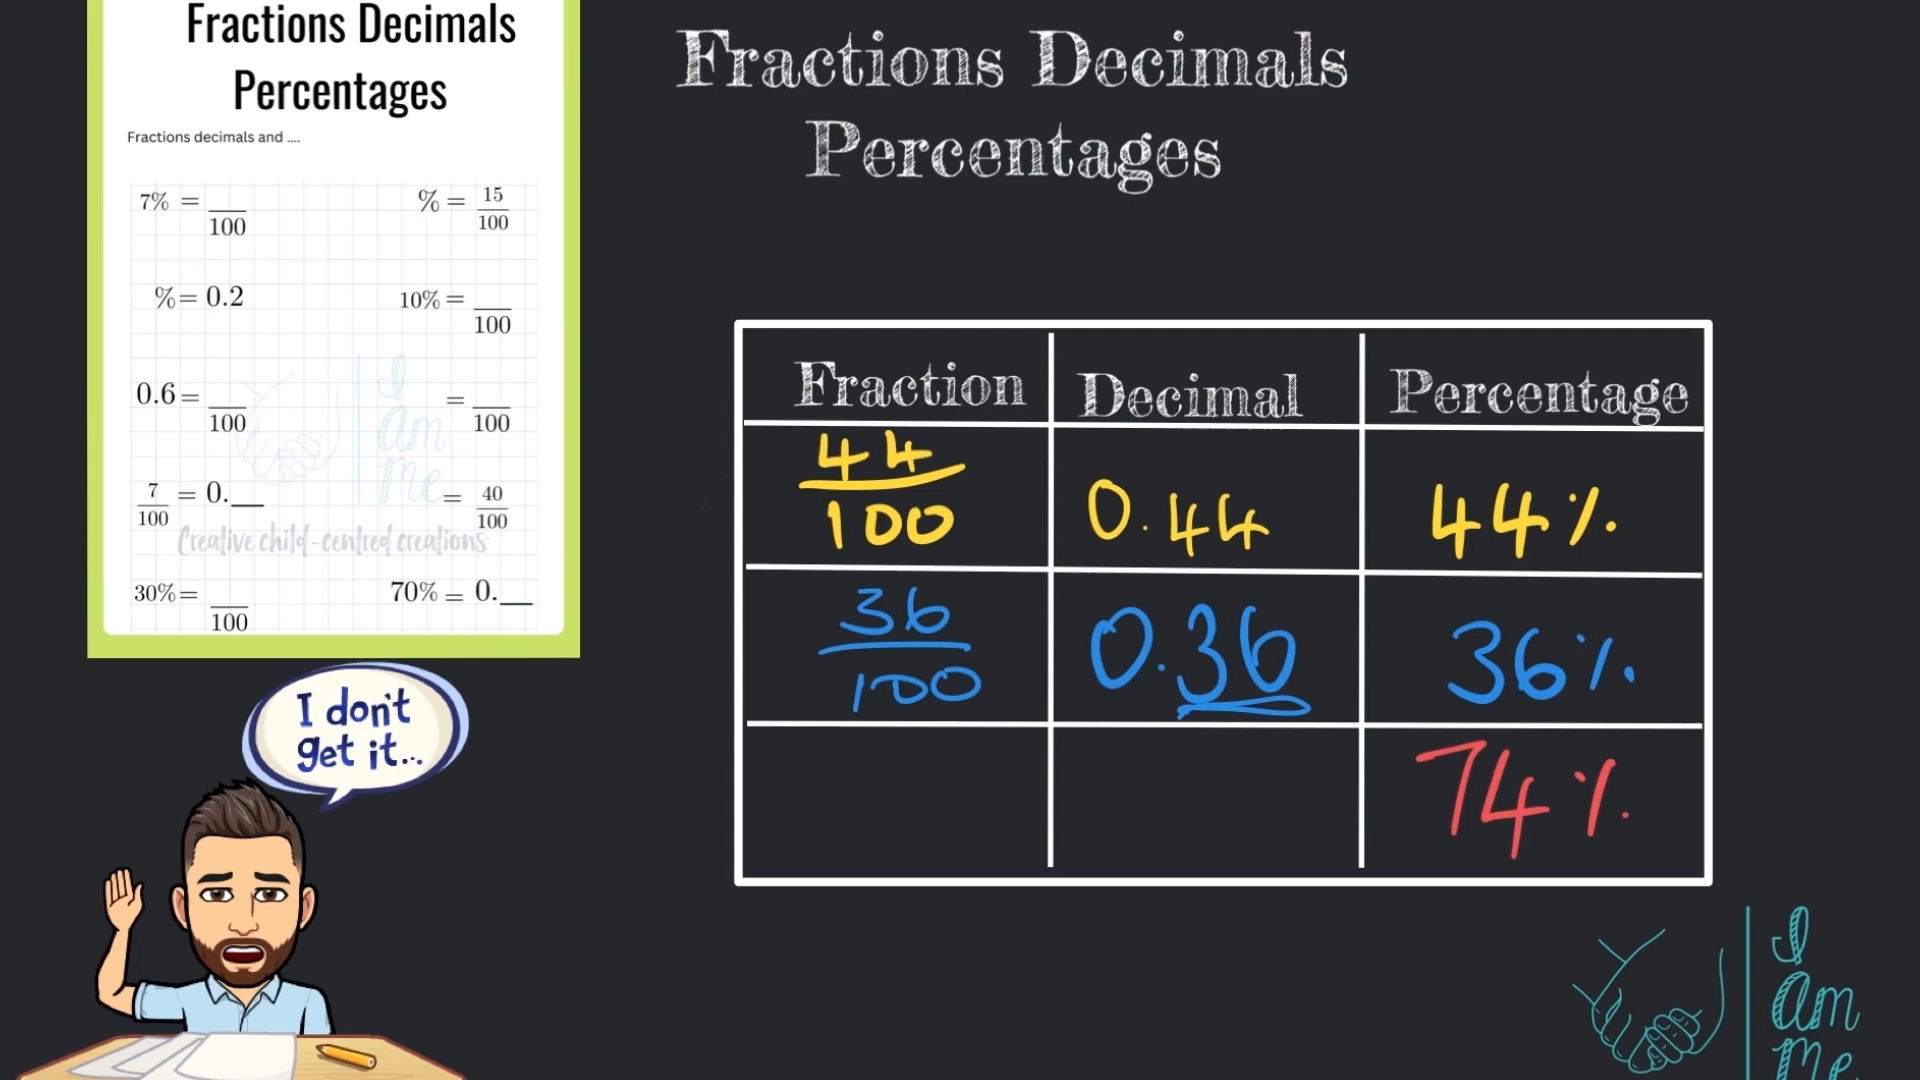 Fractions Decimals
Percentages
Fractions decimals and ....
7% = __/100
% = 15/100
% = 0.2
10% = __/100
0.6 = __/100
= __/100
7/100 = 0.__
= 40/100
30% = __/100
70% = 0.__
I
am
Me
Creative child-centred creations
I don't
get it...
Fractions Decimals
Percentages
Fraction Decimal Percentage
44/100 0.44 44%
36/100 0.36 36%
74%
I
am
Me